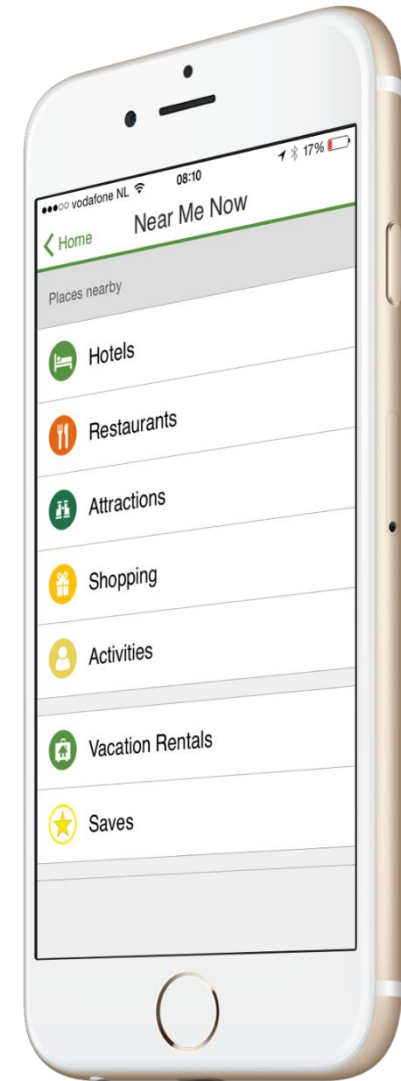 vodafone NL 08:10 17%
Home Near Me Now
Places nearby
Hotels
Restaurants
Attractions
Shopping
Activities
Vacation Rentals
Saves